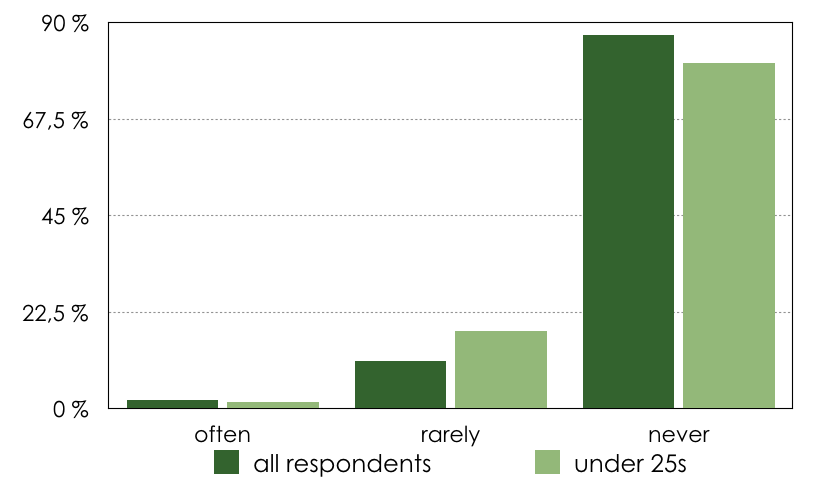 90 %
67,5 %
45 %
22,5 %
0 %
often rarely never
all respondents under 25s